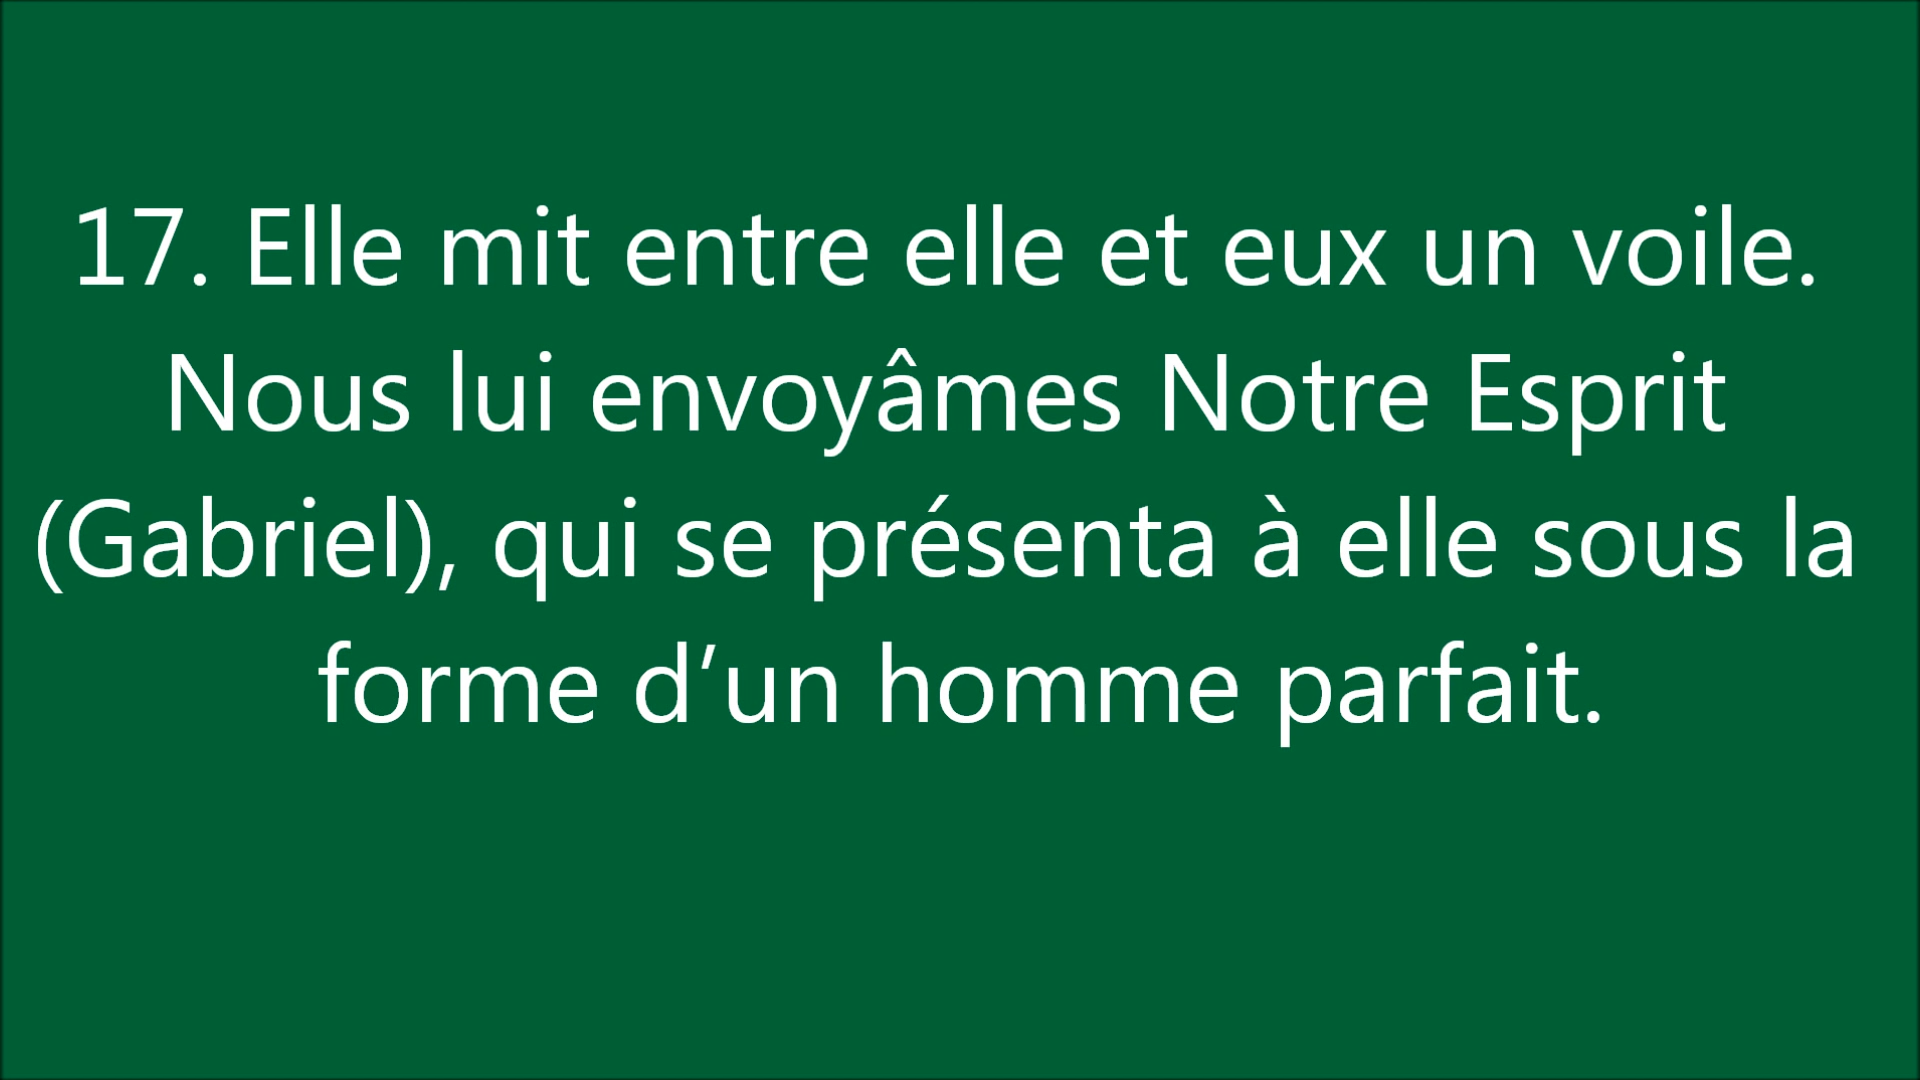 17. Elle mit entre elle et eux un voile.
Nous lui envoyâmes Notre Esprit
(Gabriel), qui se présenta à elle sous la
forme d’un homme parfait.